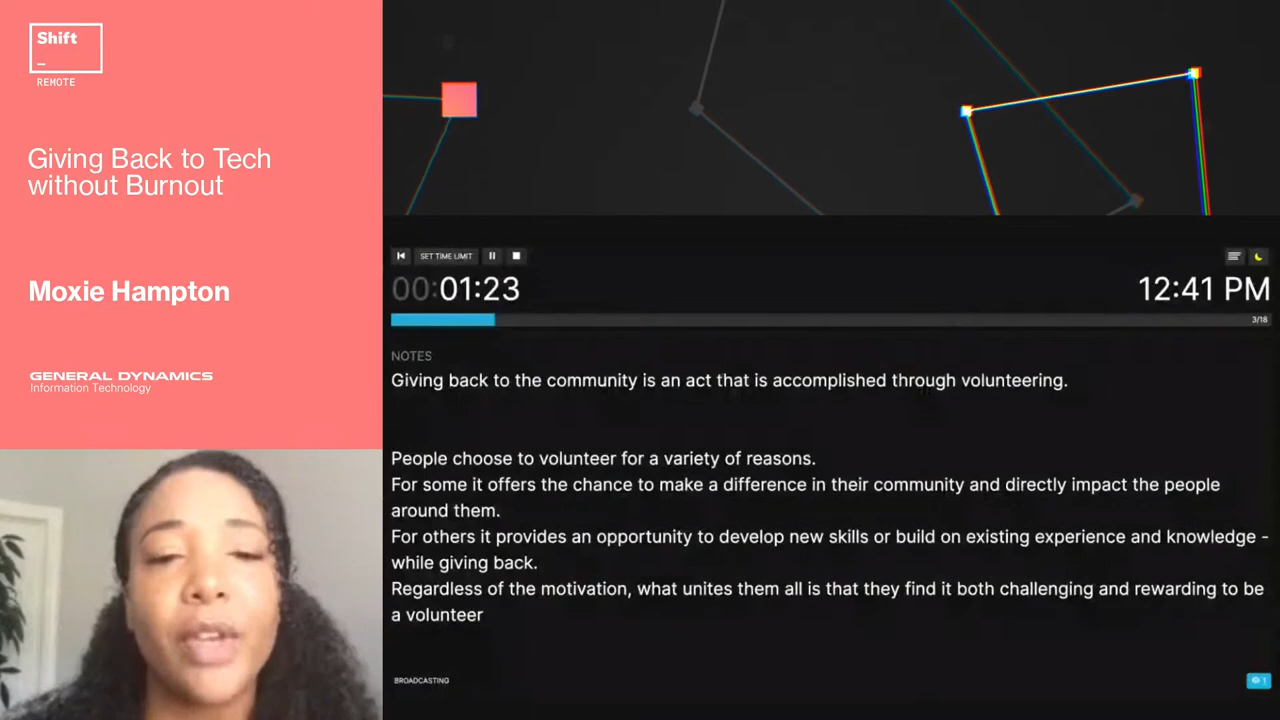 Shift
_
REMOTE
Giving Back to Tech
without Burnout
Moxie Hampton
GENERAL DYNAMICS
Information Technology
SET TIME LIMIT
00:01:23
12:41 PM
3/18
NOTES
Giving back to the community is an act that is accomplished through volunteering.
People choose to volunteer for a variety of reasons.
For some it offers the chance to make a difference in their community and directly impact the people
around them.
For others it provides an opportunity to develop new skills or build on existing experience and knowledge -
while giving back.
Regardless of the motivation, what unites them all is that they find it both challenging and rewarding to be
a volunteer
BROADCASTING
1